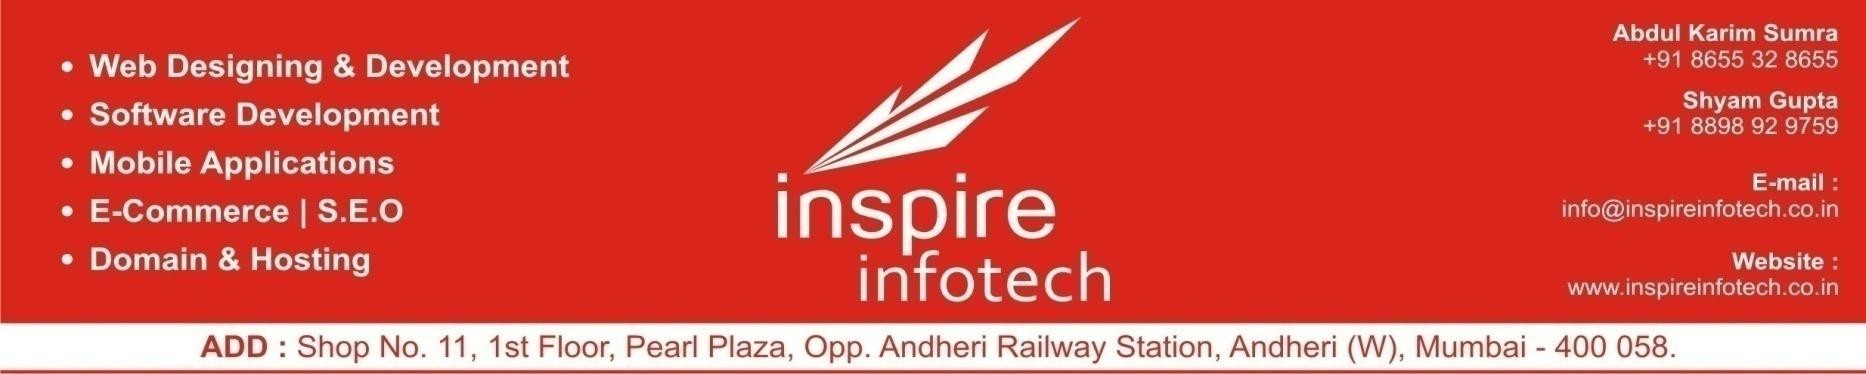 • Web Designing & Development
• Software Development
• Mobile Applications
• E-Commerce | S.E.O
• Domain & Hosting
inspire
infotech
Abdul Karim Sumra
+91 8655 32 8655
Shyam Gupta
+91 8898 92 9759
E-mail :
info@inspireinfotech.co.in
Website :
www.inspireinfotech.co.in
ADD : Shop No. 11, 1st Floor, Pearl Plaza, Opp. Andheri Railway Station, Andheri (W), Mumbai - 400 058.